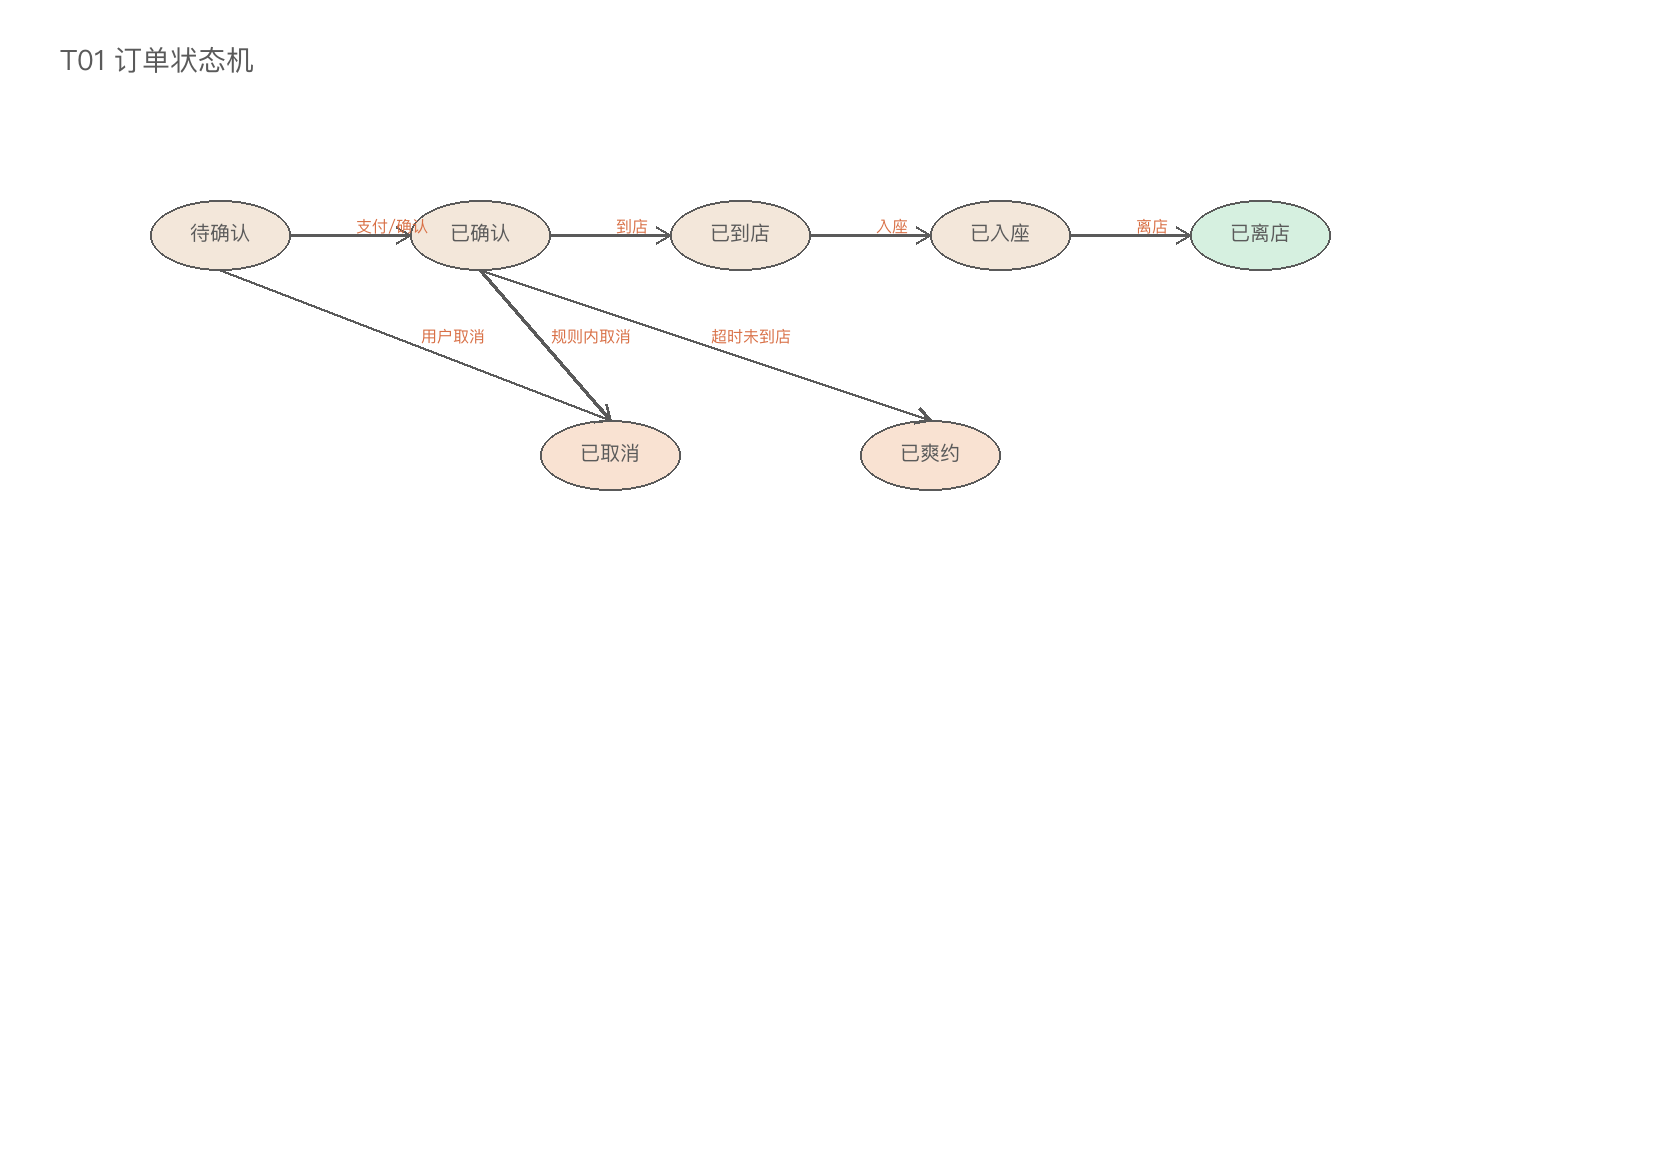 T01 订单状态机
待确认
支付/确认
已确认
到店
已到店
入座
已入座
离店
已离店
用户取消
规则内取消
超时未到店
已取消
已爽约